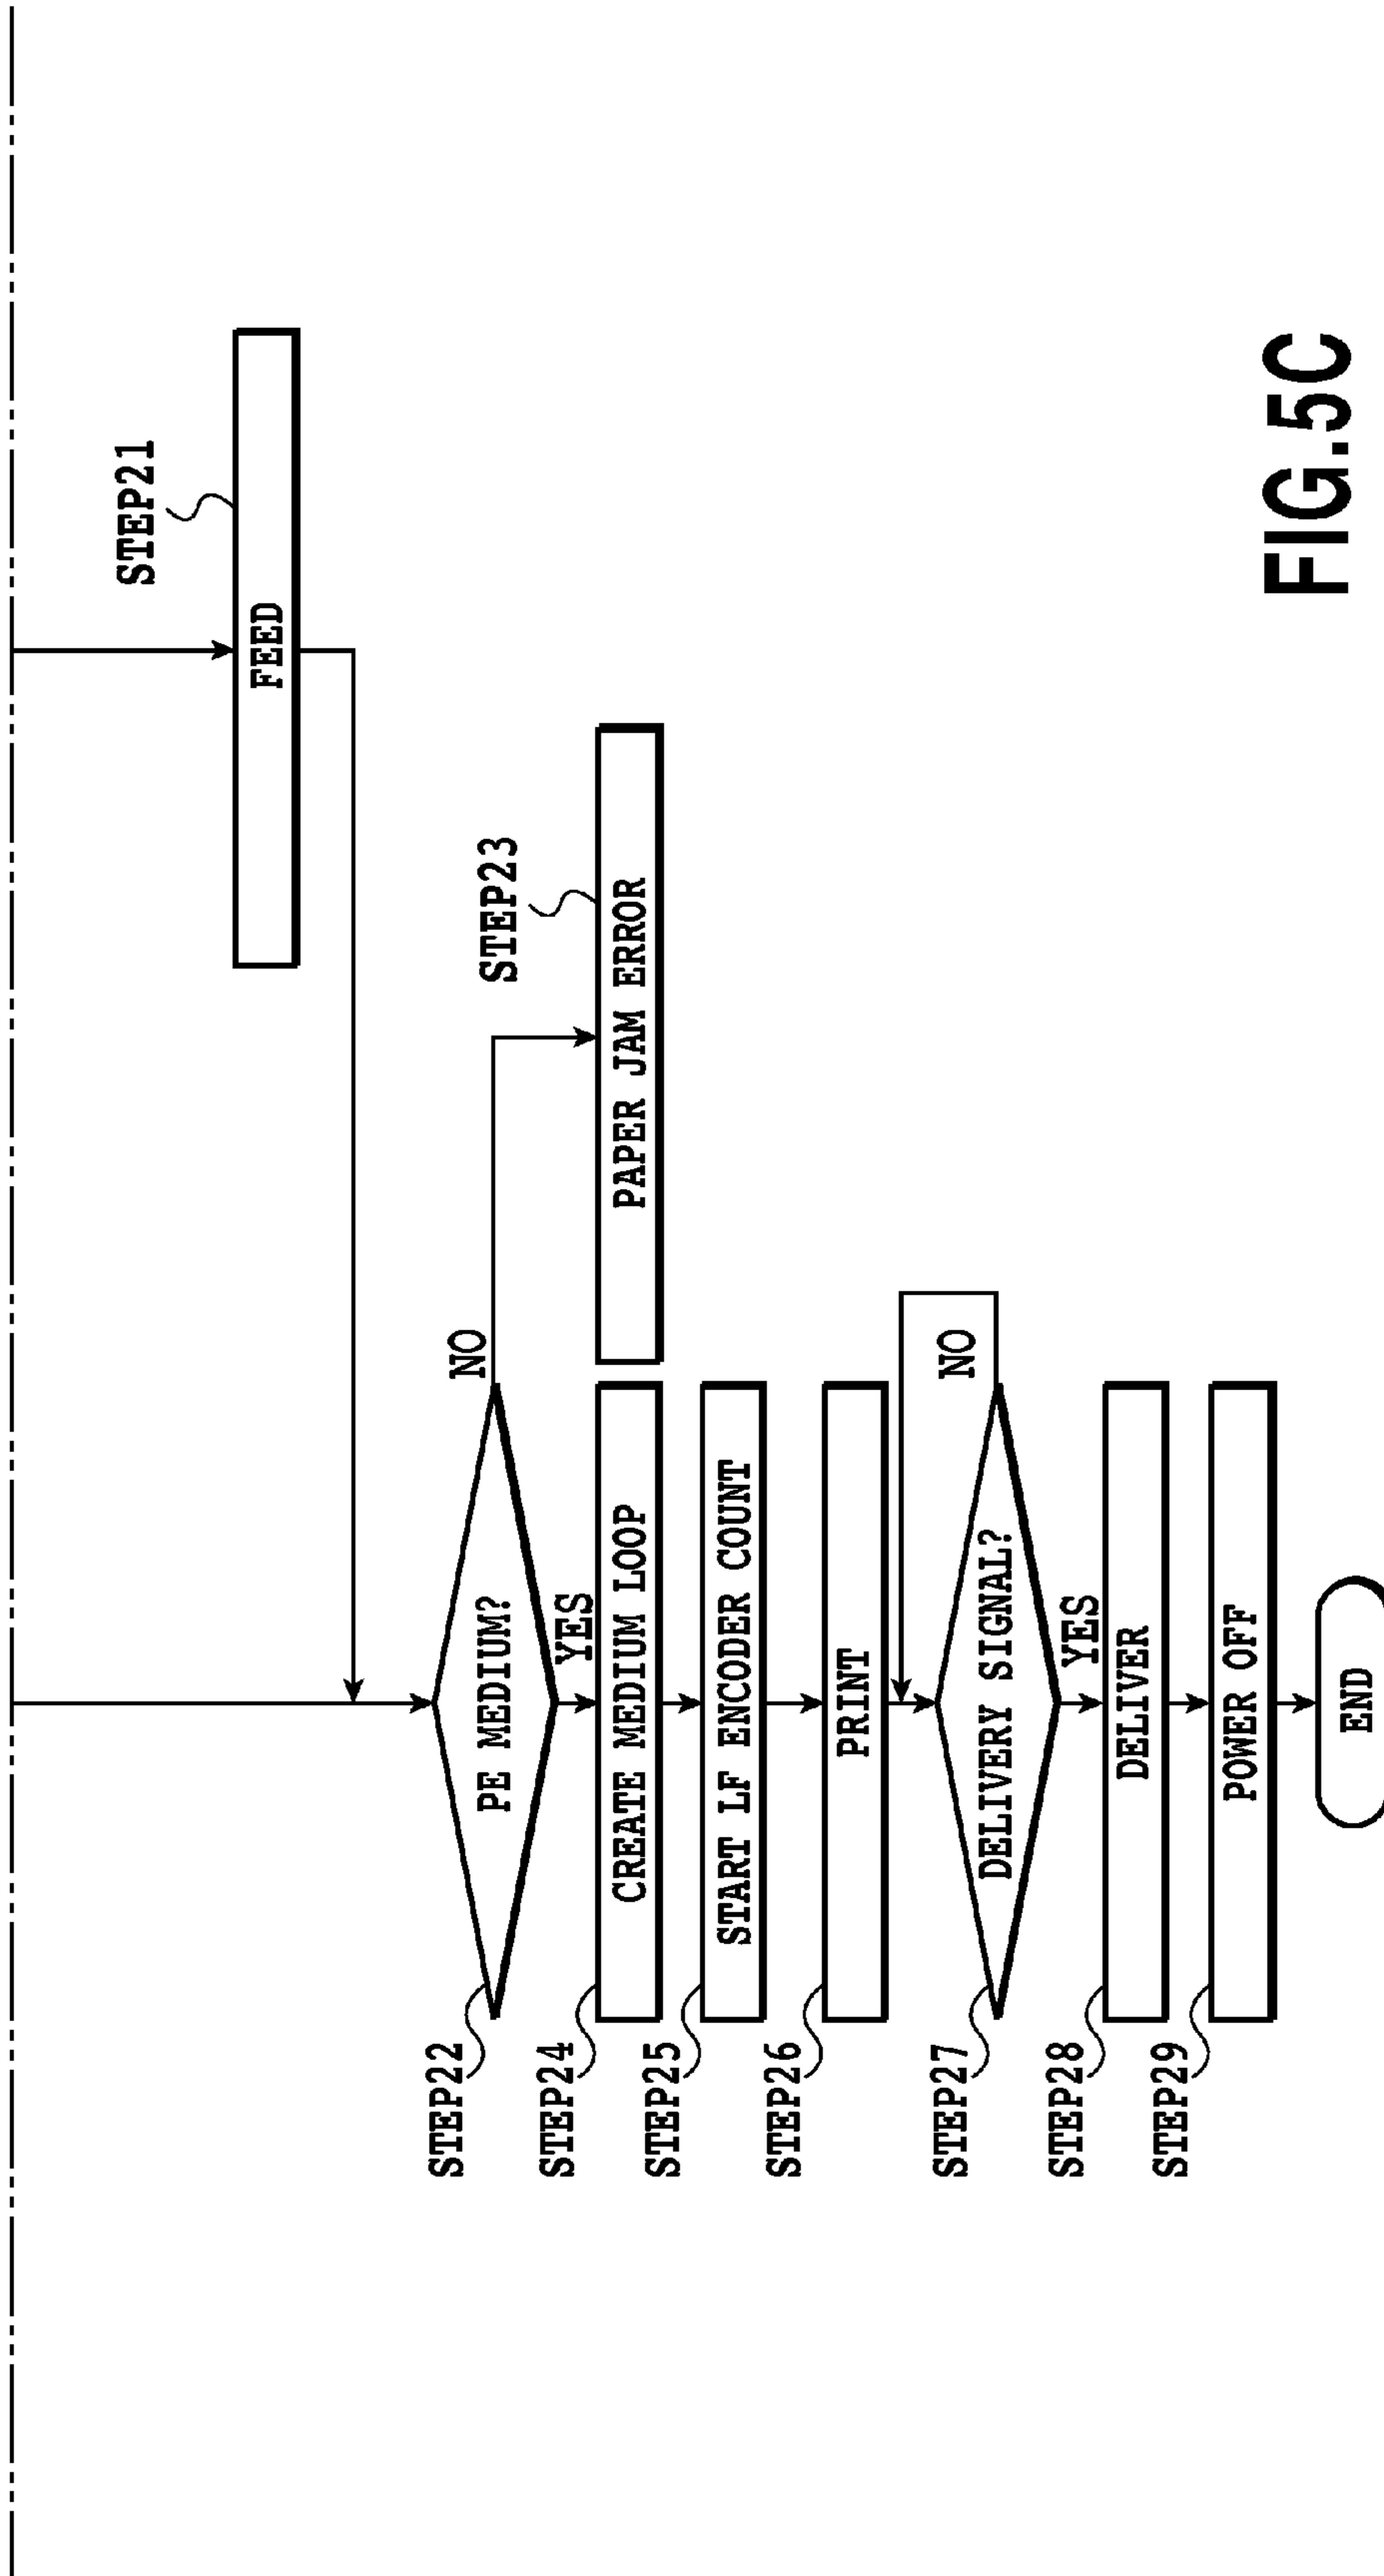 STEP21
FEED
STEP22
PE MEDIUM?
NO
STEP23
PAPER JAM ERROR
YES
STEP24
CREATE MEDIUM LOOP
STEP25
START LF ENCODER COUNT
STEP26
PRINT
STEP27
DELIVERY SIGNAL?
NO
YES
STEP28
DELIVER
STEP29
POWER OFF
END
FIG.5C